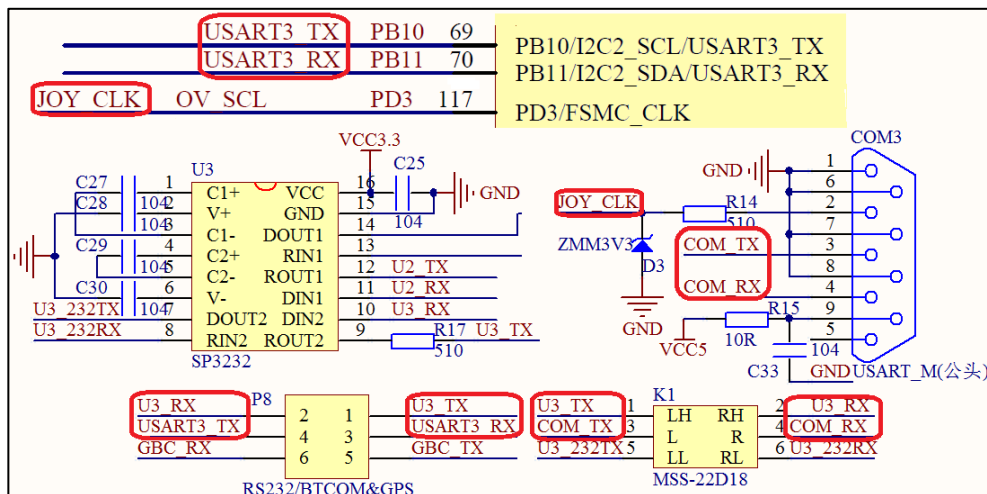 USART3_TX PB10 69 PB10/I2C2_SCL/USART3_TX
USART3_RX PB11 70 PB11/I2C2_SDA/USART3_RX
JOY_CLK OV_SCL PD3 117 PD3/FSMC_CLK
VCC3.3
U3
C27 104 1 C1+ VCC 16 C25 GND
C28 104 2 V+ GND 15 104
C29 104 3 C1- DOUT1 14
4 C2+ RIN1 13
C30 104 5 C2- ROUT1 12 U2_TX
6 V- DIN1 11 U2_RX
U3_232TX 7 DOUT2 DIN2 10 U3_RX
U3_232RX 8 RIN2 ROUT2 9 R17 U3_TX
510
SP3232
COM3
GND 1
6
JOY_CLK R14 2
510 7
ZMM3V3 D3 COM_TX 3
8
COM_RX 4
GND R15 9
VCC5 10R 5
C33 104 GND
USART_M(公头)
U3_RX P8 U3_TX
2 1
USART3_TX 4 3 USART3_RX
GBC_RX 6 5 GBC_TX
RS232/BTCOM&GPS
K1
U3_TX 1 LH RH 2 U3_RX
COM_TX 3 L R 4 COM_RX
U3_232TX 5 LL RL 6 U3_232RX
MSS-22D18